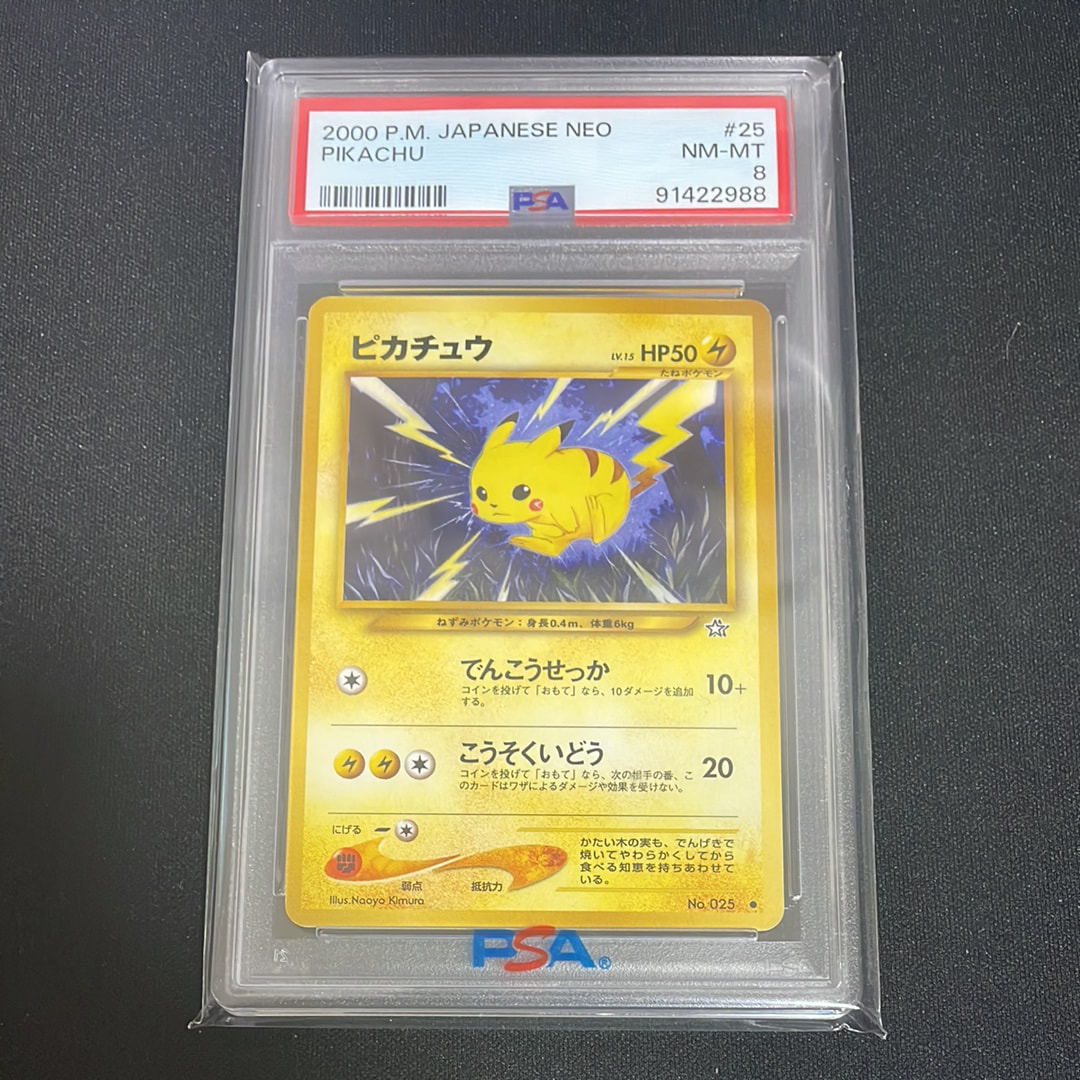 2000 P.M. JAPANESE NEO #25
PIKACHU NM-MT
8
PSA 91422988
ピカチュウ LV.15 HP50
たねポケモン
ねずみポケモン：身長0.4m、体重6kg
でんこうせっか 10+
コインを投げて「おもて」なら、10ダメージを追加
する。
こうそくいどう 20
コインを投げて「おもて」なら、次の相手の番、こ
のカードはワザによるダメージや効果を受けない。
にげる
かたい木の実も、でんげきで
焼いてやわらかくしてから
食べる知恵を持ちあわせて
いる。
弱点 抵抗力
Illus. Naoyo Kimura No. 025
PSA®